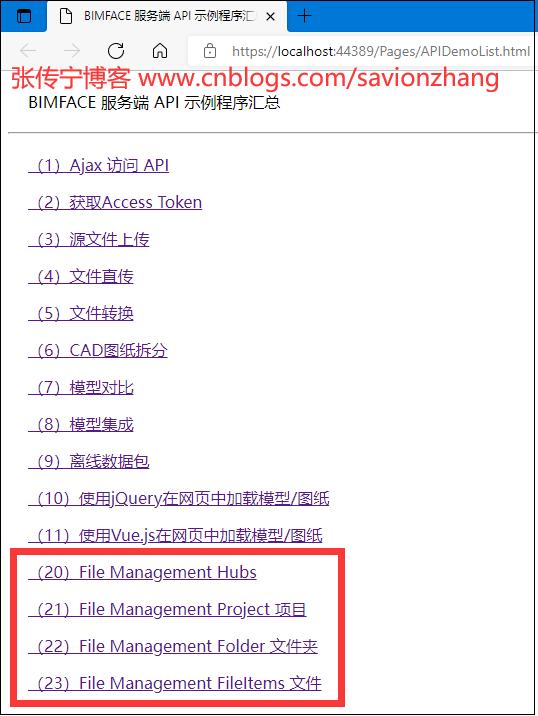 BIMFACE 服务端 API 示例程序汇
https://localhost:44389/Pages/APIDemoList.html
张传宁博客 www.cnblogs.com/savionzhang
BIMFACE 服务端 API 示例程序汇总
（1）Ajax 访问 API
（2）获取Access Token
（3）源文件上传
（4）文件直传
（5）文件转换
（6）CAD图纸拆分
（7）模型对比
（8）模型集成
（9）离线数据包
（10）使用jQuery在网页中加载模型/图纸
（11）使用Vue.js在网页中加载模型/图纸
（20）File Management Hubs
（21）File Management Project 项目
（22）File Management Folder 文件夹
（23）File Management FileItems 文件